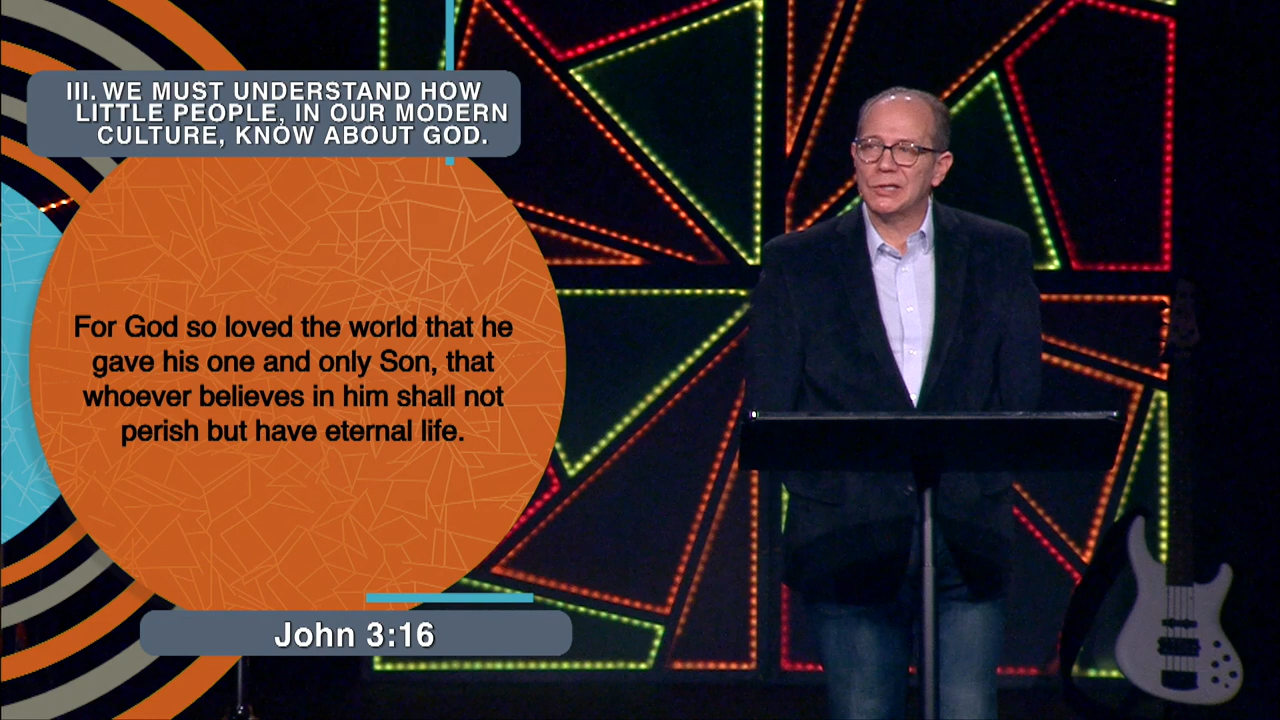 III. WE MUST UNDERSTAND HOW
LITTLE PEOPLE, IN OUR MODERN
CULTURE, KNOW ABOUT GOD.
For God so loved the world that he
gave his one and only Son, that
whoever believes in him shall not
perish but have eternal life.
John 3:16